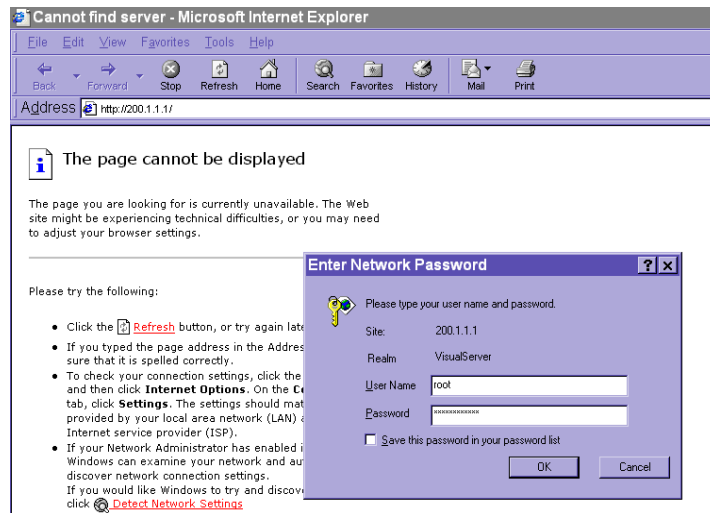 Cannot find server - Microsoft Internet Explorer
File Edit View Favorites Tools Help
Back Forward Stop Refresh Home Search Favorites History Mail Print
Address http://200.1.1.1/
The page cannot be displayed
The page you are looking for is currently unavailable. The Web
site might be experiencing technical difficulties, or you may need
to adjust your browser settings.
Please try the following:
Click the Refresh button, or try again late
If you typed the page address in the Addres
sure that it is spelled correctly.
To check your connection settings, click the
and then click Internet Options. On the Co
tab, click Settings. The settings should mat
provided by your local area network (LAN)
Internet service provider (ISP).
If your Network Administrator has enabled i
Windows can examine your network and au
discover network connection settings.
If you would like Windows to try and discov
click Detect Network Settings
Enter Network Password
Please type your user name and password.
Site: 200.1.1.1
Realm VisualServer
User Name root
Password ************
Save this password in your password list
OK Cancel